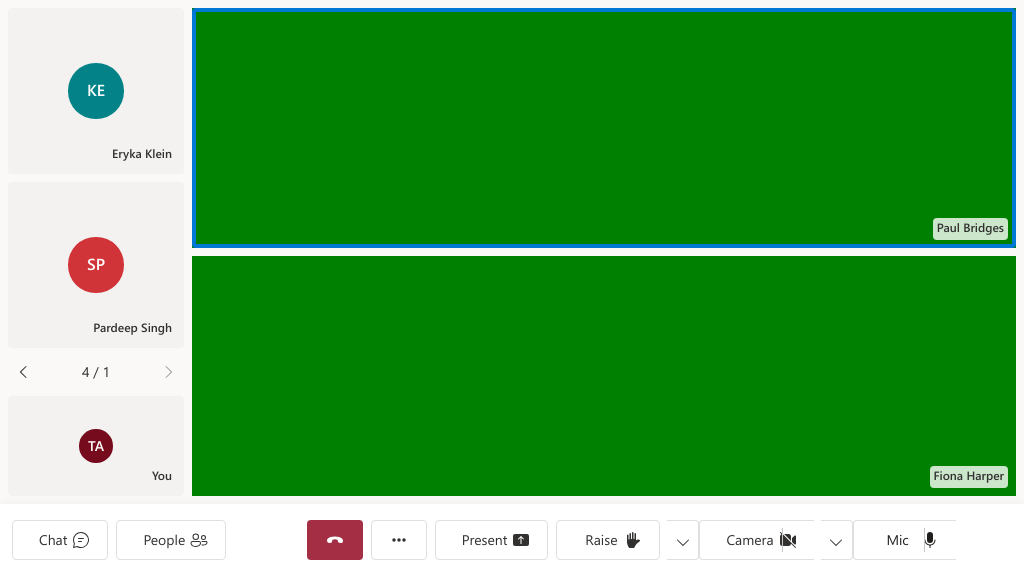 KE
Eryka Klein
SP
Pardeep Singh
4 / 1
TA
You
Paul Bridges
Fiona Harper
Chat
People
Present
Raise
Camera
Mic